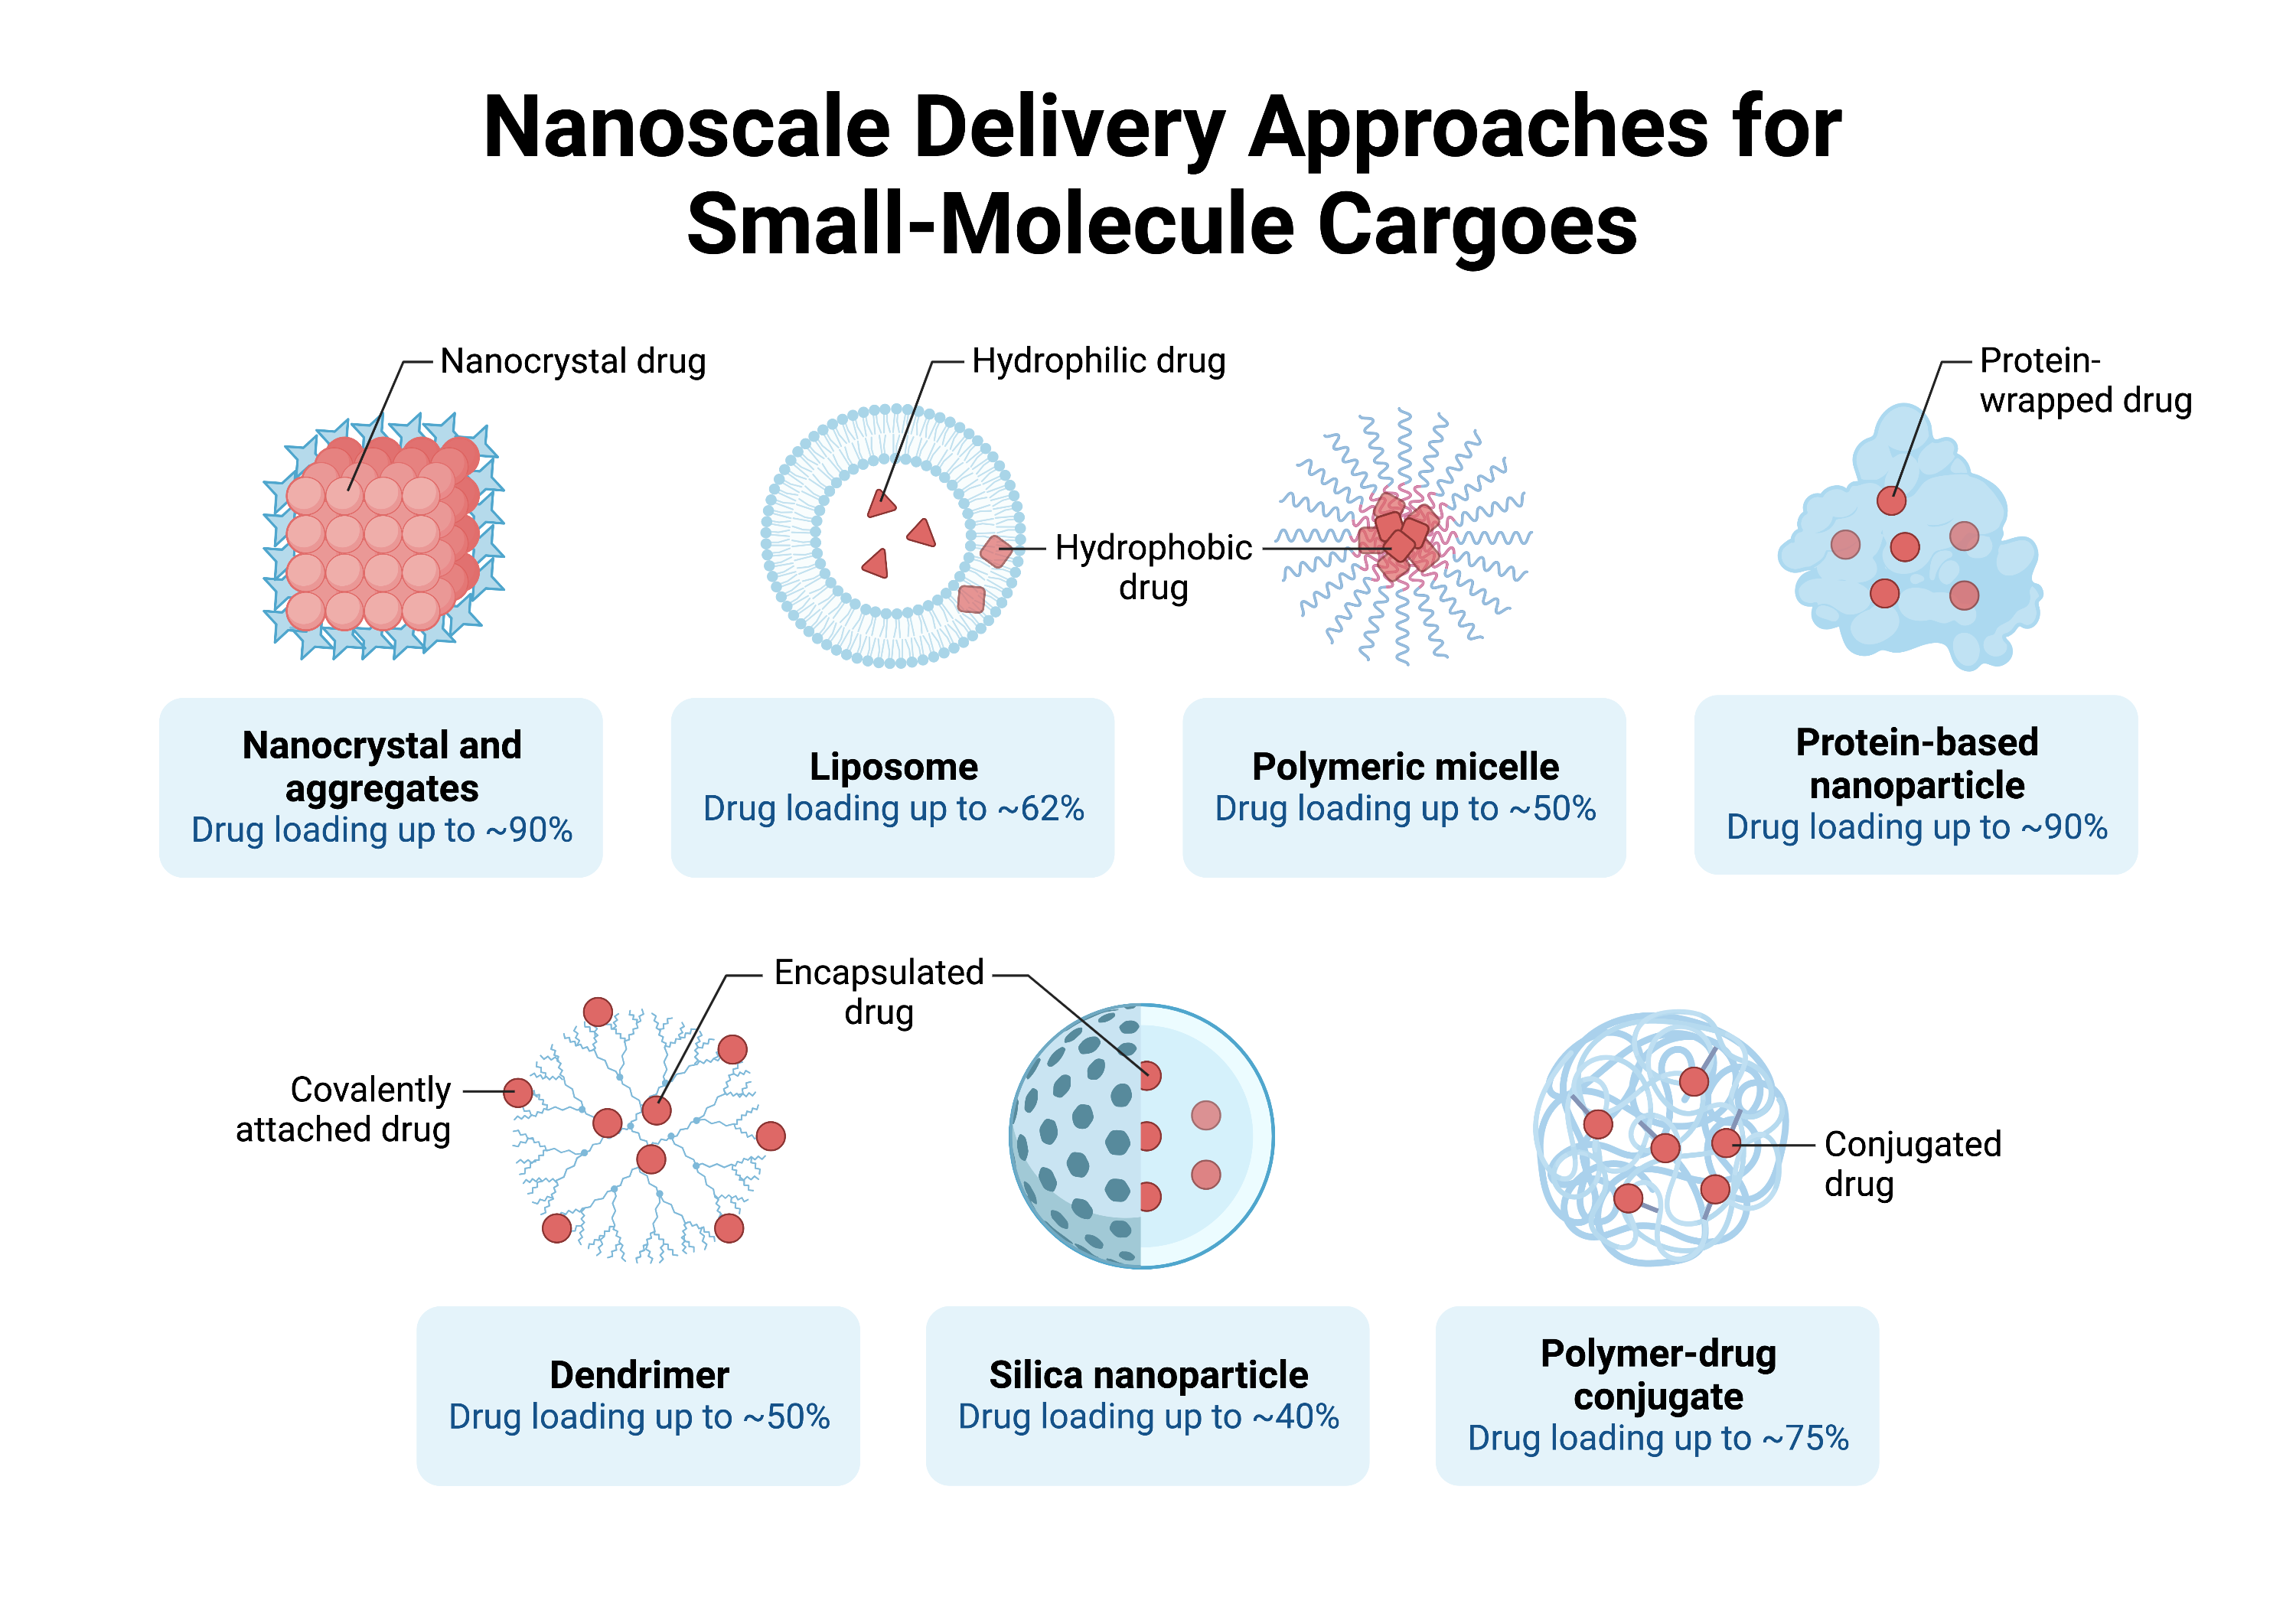 Nanoscale Delivery Approaches for
Small-Molecule Cargoes
Nanocrystal drug
Hydrophilic drug
Protein-
wrapped drug
Hydrophobic
drug
Nanocrystal and
aggregates
Drug loading up to ~90%
Liposome
Drug loading up to ~62%
Polymeric micelle
Drug loading up to ~50%
Protein-based
nanoparticle
Drug loading up to ~90%
Encapsulated
drug
Covalently
attached drug
Conjugated
drug
Dendrimer
Drug loading up to ~50%
Silica nanoparticle
Drug loading up to ~40%
Polymer-drug
conjugate
Drug loading up to ~75%